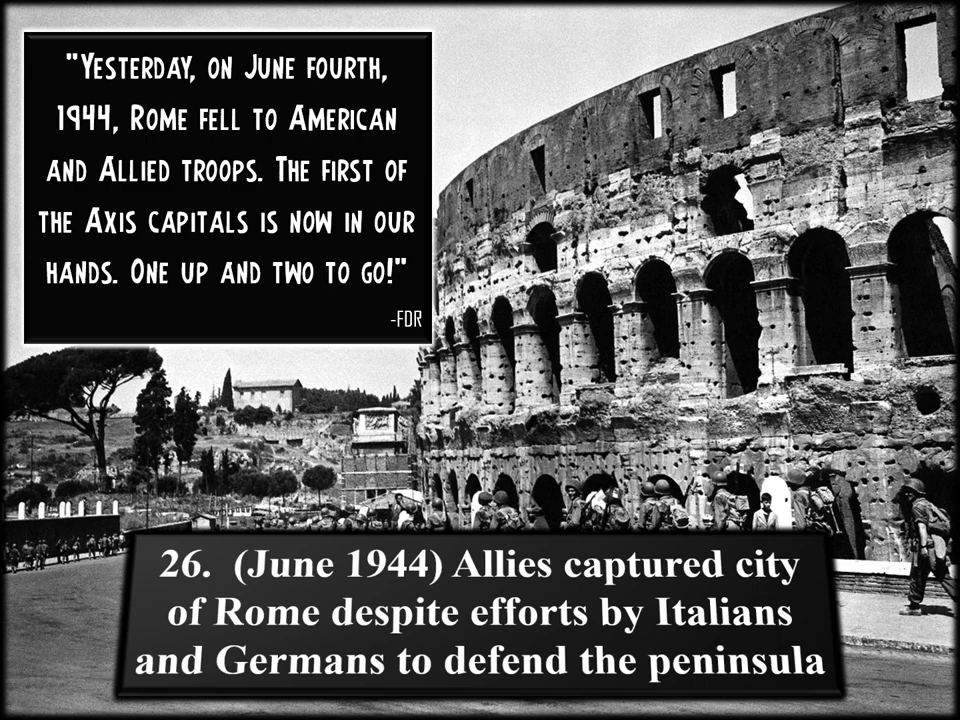 "Yesterday, on June fourth,
1944, Rome fell to American
and Allied troops. The first of
the Axis capitals is now in our
hands. One up and two to go!"
-FDR
26. (June 1944) Allies captured city
of Rome despite efforts by Italians
and Germans to defend the peninsula